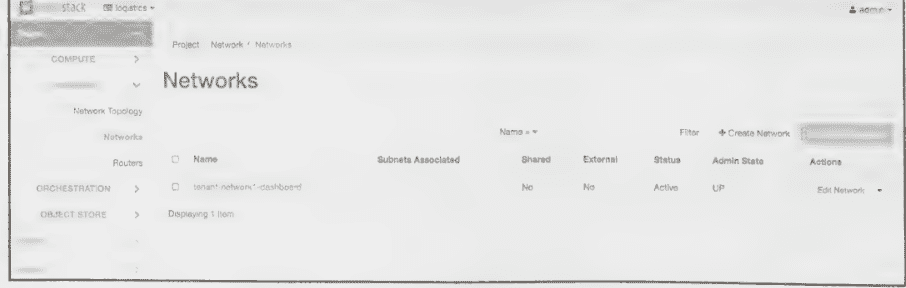 stack logistics admin
Project Network / Networks
COMPUTE
Networks
Network Topology
Networks
Routers
Name = Filter + Create Network
Name Subnets Associated Shared External Status Admin State Actions
tenant-network1-dashboard No No Active UP Edit Network
Displaying 1 item
ORCHESTRATION
OBJECT STORE